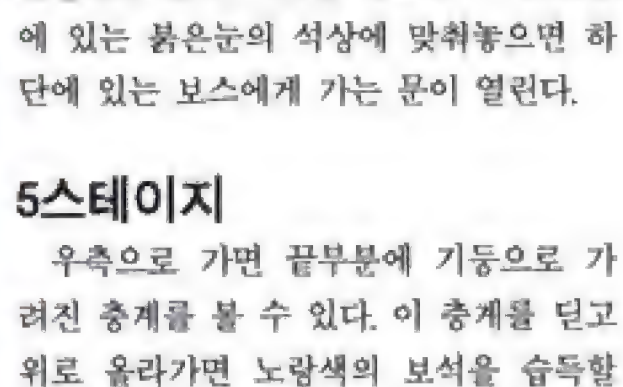 에 있는 붉은눈의 석상에 맞춰놓으면 하
단에 있는 보스에게 가는 문이 열린다.
5스테이지
우측으로 가면 끝부분에 기둥으로 가
려진 층계를 볼 수 있다. 이 층계를 딛고
위로 올라가면 노랑색의 보석을 습득할